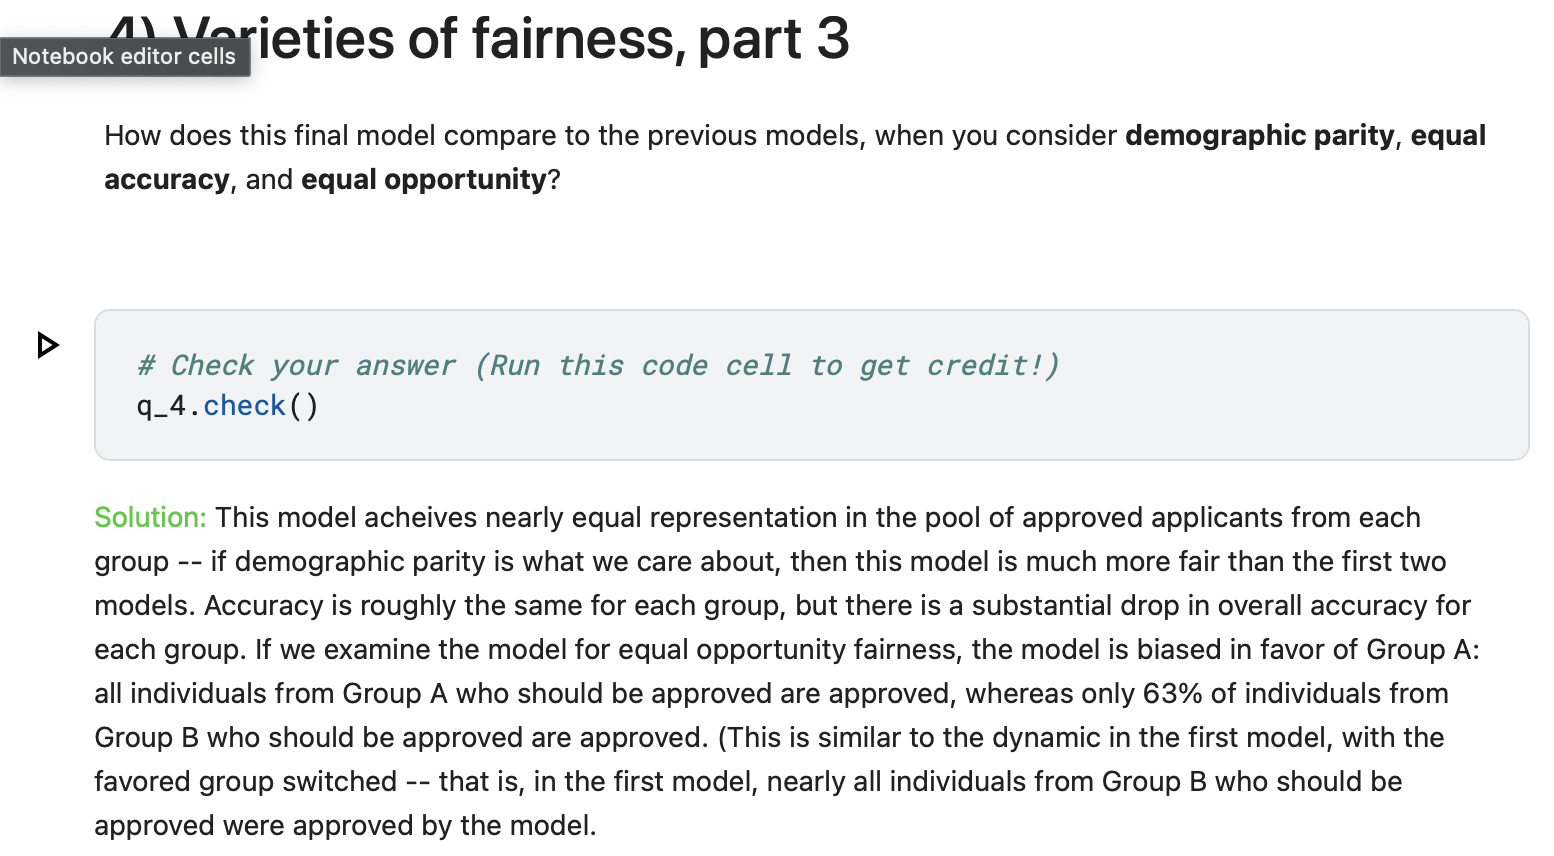 4) Varieties of fairness, part 3
Notebook editor cells
How does this final model compare to the previous models, when you consider demographic parity, equal
accuracy, and equal opportunity?
# Check your answer (Run this code cell to get credit!)
q_4.check()
Solution: This model acheives nearly equal representation in the pool of approved applicants from each
group -- if demographic parity is what we care about, then this model is much more fair than the first two
models. Accuracy is roughly the same for each group, but there is a substantial drop in overall accuracy for
each group. If we examine the model for equal opportunity fairness, the model is biased in favor of Group A:
all individuals from Group A who should be approved are approved, whereas only 63% of individuals from
Group B who should be approved are approved. (This is similar to the dynamic in the first model, with the
favored group switched -- that is, in the first model, nearly all individuals from Group B who should be
approved were approved by the model.